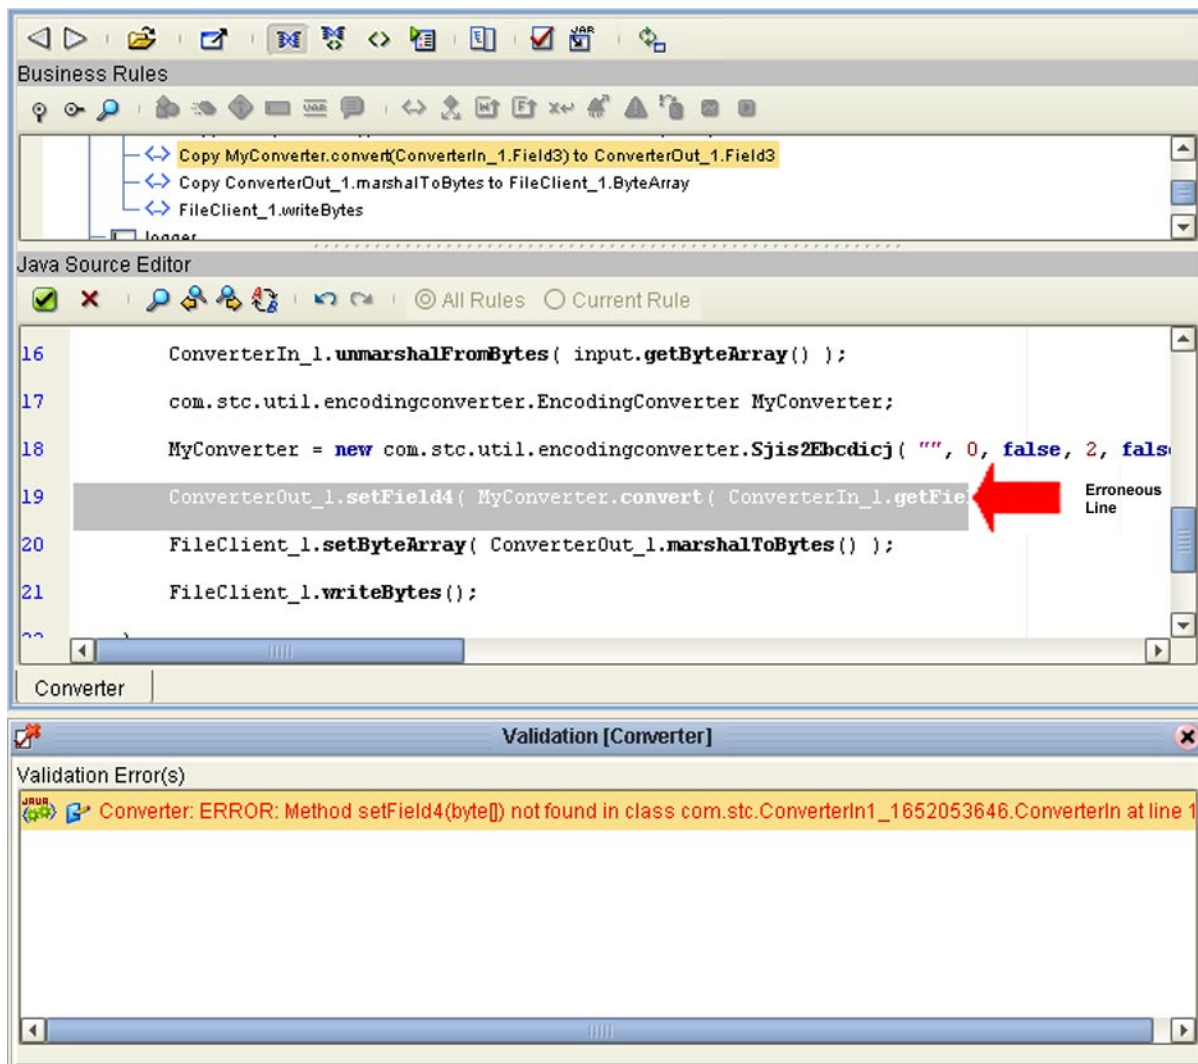 JAR
Business Rules
VAR
Copy MyConverter.convert(ConverterIn_1.Field3) to ConverterOut_1.Field3
Copy ConverterOut_1.marshalToBytes to FileClient_1.ByteArray
FileClient_1.writeBytes
logger
Java Source Editor
All Rules Current Rule
16 ConverterIn_1.unmarshalFromBytes( input.getByteArray() );
17 com.stc.util.encodingconverter.EncodingConverter MyConverter;
18 MyConverter = new com.stc.util.encodingconverter.Sjis2Ebcdicj( "", 0, false, 2, fals
19 ConverterOut_1.setField4( MyConverter.convert( ConverterIn_1.getFie
Erroneous
Line
20 FileClient_1.setByteArray( ConverterOut_1.marshalToBytes() );
21 FileClient_1.writeBytes();
Converter
Validation [Converter]
Validation Error(s)
JAVA Converter: ERROR: Method setField4(byte[]) not found in class com.stc.ConverterIn1_1652053646.ConverterIn at line 1